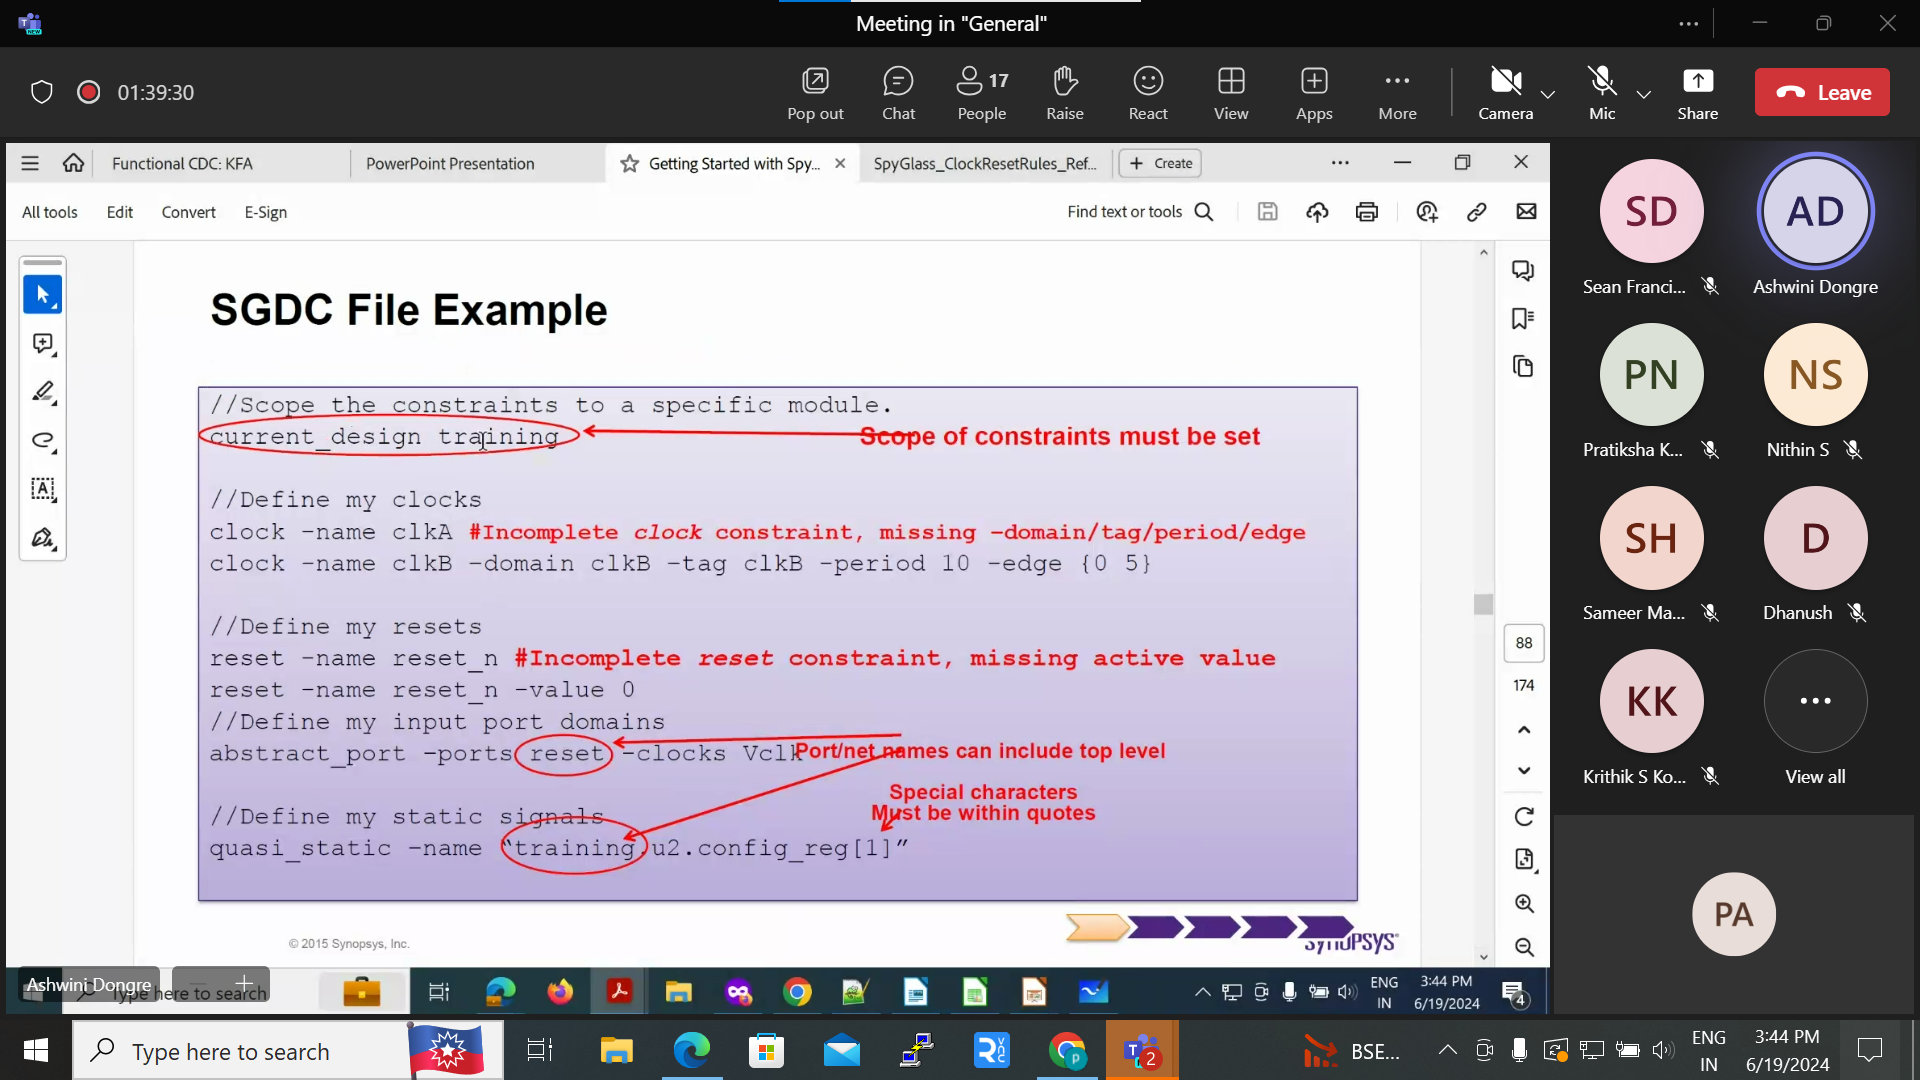 Meeting in "General"
01:39:30
Pop out
Chat
17
People
Raise
React
View
Apps
More
Camera
Mic
Share
Leave
Functional CDC: KFA
PowerPoint Presentation
Getting Started with Spy...
SpyGlass_ClockResetRules_Ref...
Create
All tools
Edit
Convert
E-Sign
Find text or tools
SGDC File Example
//Scope the constraints to a specific module.
current_design training
Scope of constraints must be set
//Define my clocks
clock -name clkA #Incomplete clock constraint, missing -domain/tag/period/edge
clock -name clkB -domain clkB -tag clkB -period 10 -edge {0 5}
//Define my resets
reset -name reset_n #Incomplete reset constraint, missing active value
reset -name reset_n -value 0
//Define my input port domains
abstract_port -ports reset -clocks Vclk
Port/net names can include top level
Special characters
Must be within quotes
//Define my static signals
quasi_static -name “training.u2.config_reg[1]”
© 2015 Synopsys, Inc.
SYNOPSYS®
88
174
Ashwini Dongre
Type here to search
ENG
IN
3:44 PM
6/19/2024
4
SD
Sean Franci...
AD
Ashwini Dongre
PN
Pratiksha K...
NS
Nithin S
SH
Sameer Ma...
D
Dhanush
KK
Krithik S Ko...
View all
PA
Type here to search
BSE...
2
ENG
IN
3:44 PM
6/19/2024